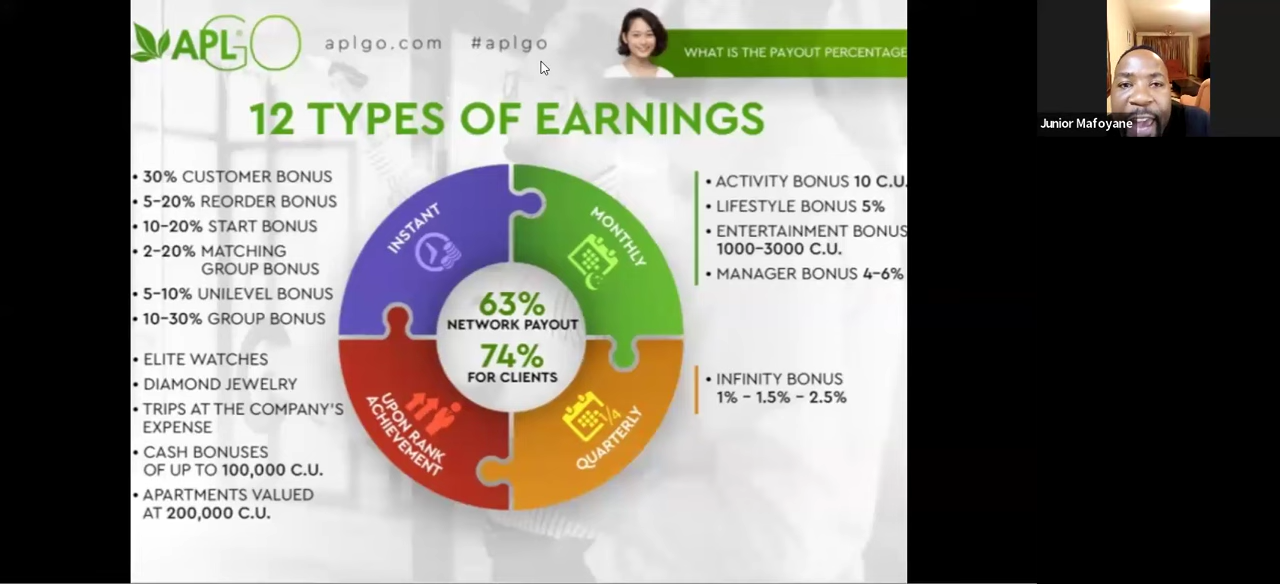 APLGO
aplgo.com #aplgo
WHAT IS THE PAYOUT PERCENTAGE
Junior Mafoyane
12 TYPES OF EARNINGS
• 30% CUSTOMER BONUS
• 5-20% REORDER BONUS
• 10-20% START BONUS
• 2-20% MATCHING
GROUP BONUS
• 5-10% UNILEVEL BONUS
• 10-30% GROUP BONUS
• ELITE WATCHES
• DIAMOND JEWELRY
• TRIPS AT THE COMPANY'S
EXPENSE
• CASH BONUSES
OF UP TO 100,000 C.U.
• APARTMENTS VALUED
AT 200,000 C.U.
INSTANT
MONTHLY
63%
NETWORK PAYOUT
74%
FOR CLIENTS
UPON RANK
ACHIEVEMENT
1/4
QUARTERLY
• ACTIVITY BONUS 10 C.U.
• LIFESTYLE BONUS 5%
• ENTERTAINMENT BONUS
1000-3000 C.U.
• MANAGER BONUS 4-6%
• INFINITY BONUS
1% - 1.5% - 2.5%